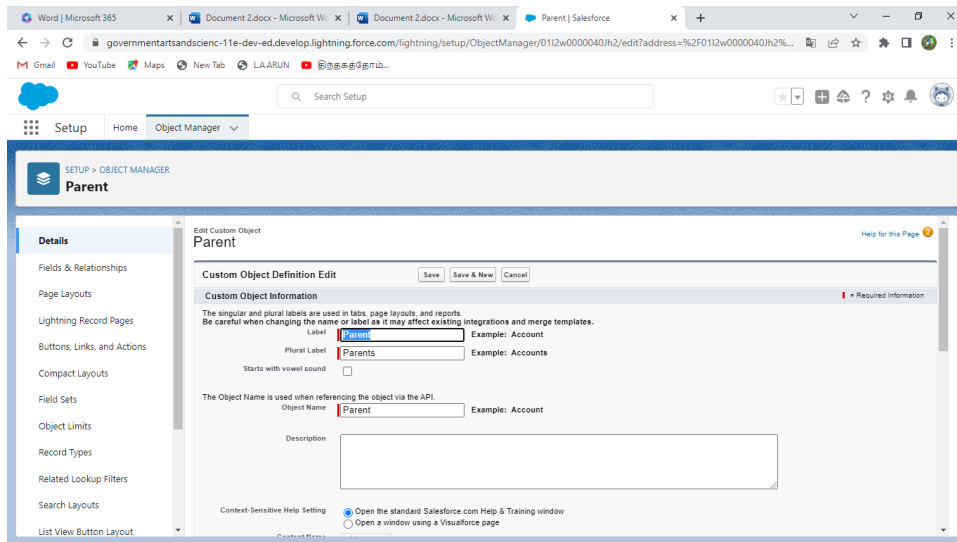 Word | Microsoft 365
Document 2.docx - Microsoft Wo
Document 2.docx - Microsoft Wo
Parent | Salesforce
governmentartsandscienc-11e-dev-ed.develop.lightning.force.com/lightning/setup/ObjectManager/01I2w0000040Jh2/edit?address=%2F01I2w0000040Jh2%...
Gmail YouTube Maps New Tab L.A.ARUN
Search Setup
Setup Home Object Manager
SETUP > OBJECT MANAGER
Parent
Details
Fields & Relationships
Page Layouts
Lightning Record Pages
Buttons, Links, and Actions
Compact Layouts
Field Sets
Object Limits
Record Types
Related Lookup Filters
Search Layouts
List View Button Layout
Edit Custom Object
Parent
Help for this Page
Custom Object Definition Edit Save Save & New Cancel
Custom Object Information = Required Information
The singular and plural labels are used in tabs, page layouts, and reports.
Be careful when changing the name or label as it may affect existing integrations and merge templates.
Label Parent Example: Account
Plural Label Parents Example: Accounts
Starts with vowel sound
The Object Name is used when referencing the object via the API.
Object Name Parent Example: Account
Description
Context-Sensitive Help Setting Open the standard Salesforce.com Help & Training window
Open a window using a Visualforce page
Content Name